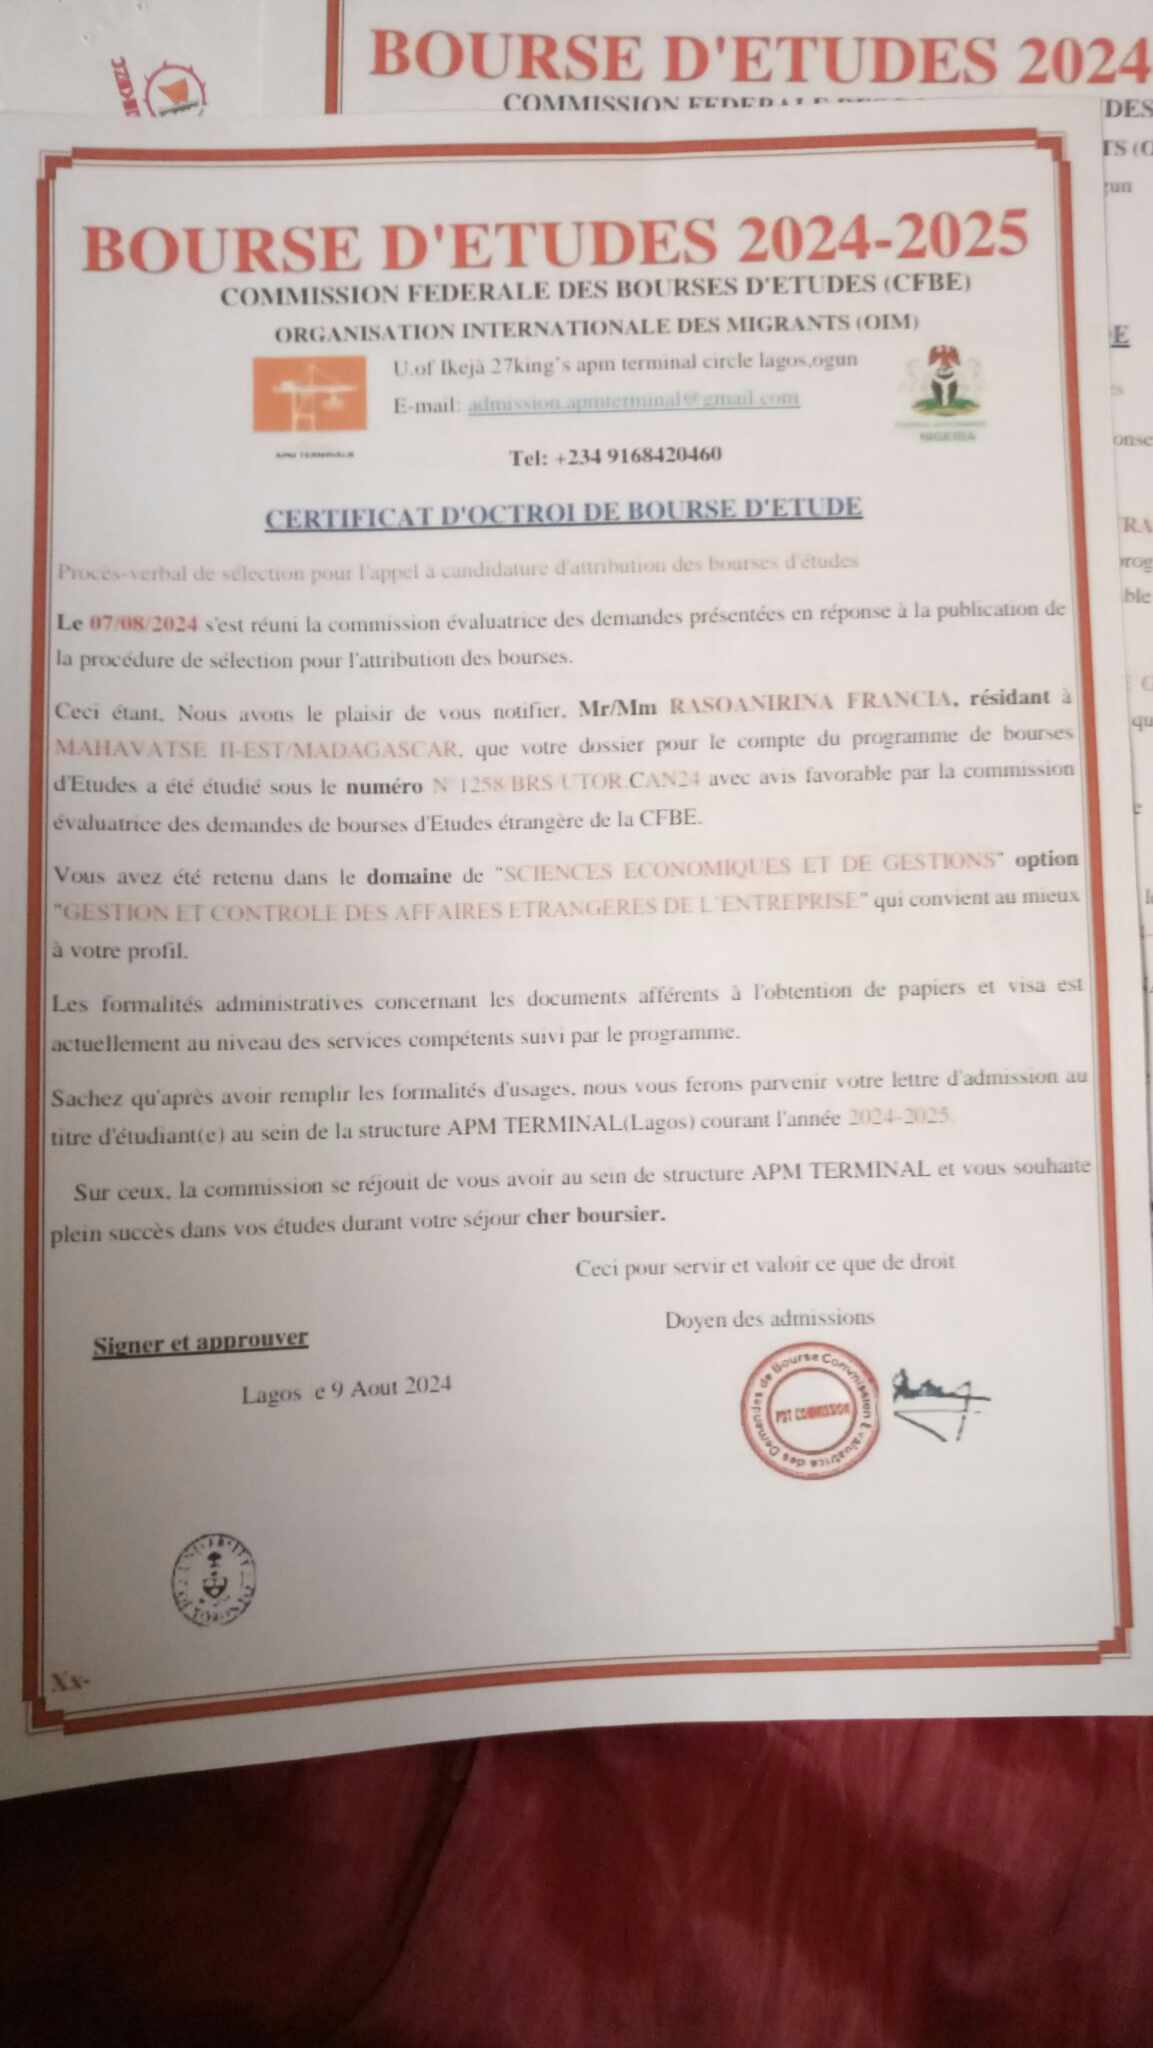 BOURSE D'ETUDES 2024
BOURSE D'ETUDES 2024-2025
COMMISSION FEDERALE DES BOURSES D'ETUDES (CFBE)
ORGANISATION INTERNATIONALE DES MIGRANTS (OIM)
U.of Ikejà 27king's apm terminal circle lagos,ogun
E-mail: admission.apmterminal@gmail.com
APM TERMINALS
NIGERIA
Tel: +234 9168420460
CERTIFICAT D'OCTROI DE BOURSE D'ETUDE
Procès-verbal de sélection pour l'appel à candidature d'attribution des bourses d'études
Le 07/08/2024 s'est réuni la commission évaluatrice des demandes présentées en réponse à la publication de
la procédure de sélection pour l'attribution des bourses.
Ceci étant, Nous avons le plaisir de vous notifier, Mr/Mm RASOANIRINA FRANCIA, résidant à
MAHAVATSE II-EST/MADAGASCAR, que votre dossier pour le compte du programme de bourses
d'Etudes a été étudié sous le numéro N°1258/BRS/UTOR.CAN24 avec avis favorable par la commission
évaluatrice des demandes de bourses d'Etudes étrangère de la CFBE.
Vous avez été retenu dans le domaine de "SCIENCES ECONOMIQUES ET DE GESTIONS" option
"GESTION ET CONTROLE DES AFFAIRES ETRANGERES DE L'ENTREPRISE" qui convient au mieux
à votre profil.
Les formalités administratives concernant les documents afférents à l'obtention de papiers et visa est
actuellement au niveau des services compétents suivi par le programme.
Sachez qu'après avoir remplir les formalités d'usages, nous vous ferons parvenir votre lettre d'admission au
titre d'étudiant(e) au sein de la structure APM TERMINAL(Lagos) courant l'année 2024-2025.
Sur ceux, la commission se réjouit de vous avoir au sein de structure APM TERMINAL et vous souhaite
plein succès dans vos études durant votre séjour cher boursier.
Ceci pour servir et valoir ce que de droit
Doyen des admissions
Signer et approuver
Lagos e 9 Aout 2024
Commission Evaluatrice des Demandes de Bourse
PDT COMMISSION
UNIVERSITY OF TORONTO
Xx-